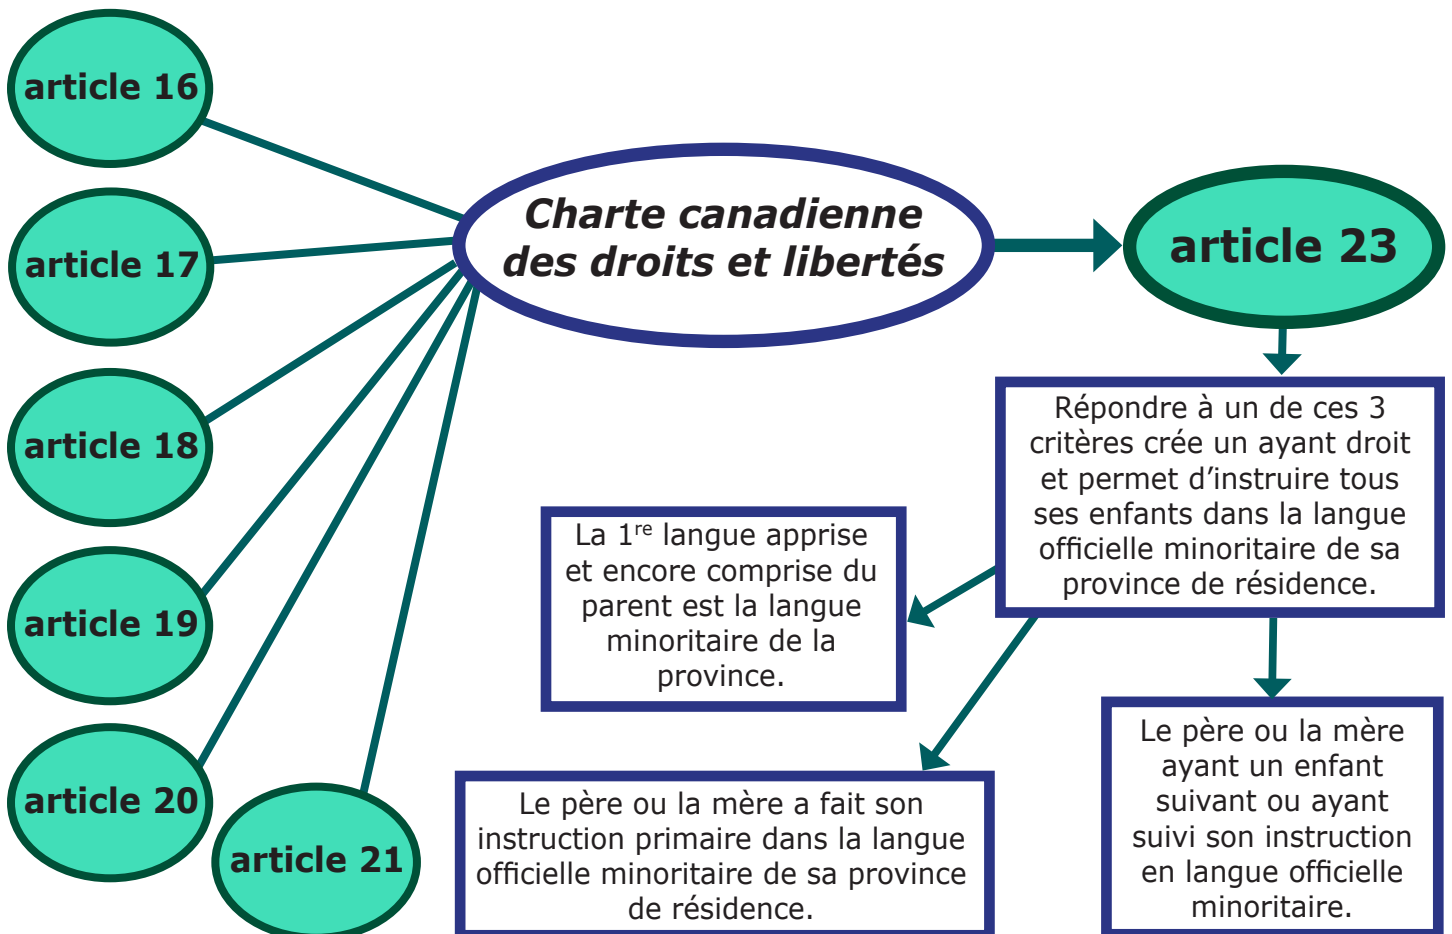 article 16
article 17
article 18
article 19
article 20
article 21
Charte canadienne
des droits et libertés
article 23
Répondre à un de ces 3
critères crée un ayant droit
et permet d’instruire tous
ses enfants dans la langue
officielle minoritaire de sa
province de résidence.
La 1re langue apprise
et encore comprise du
parent est la langue
minoritaire de la
province.
Le père ou la mère a fait son
instruction primaire dans la langue
officielle minoritaire de sa province
de résidence.
Le père ou la mère
ayant un enfant
suivant ou ayant
suivi son instruction
en langue officielle
minoritaire.